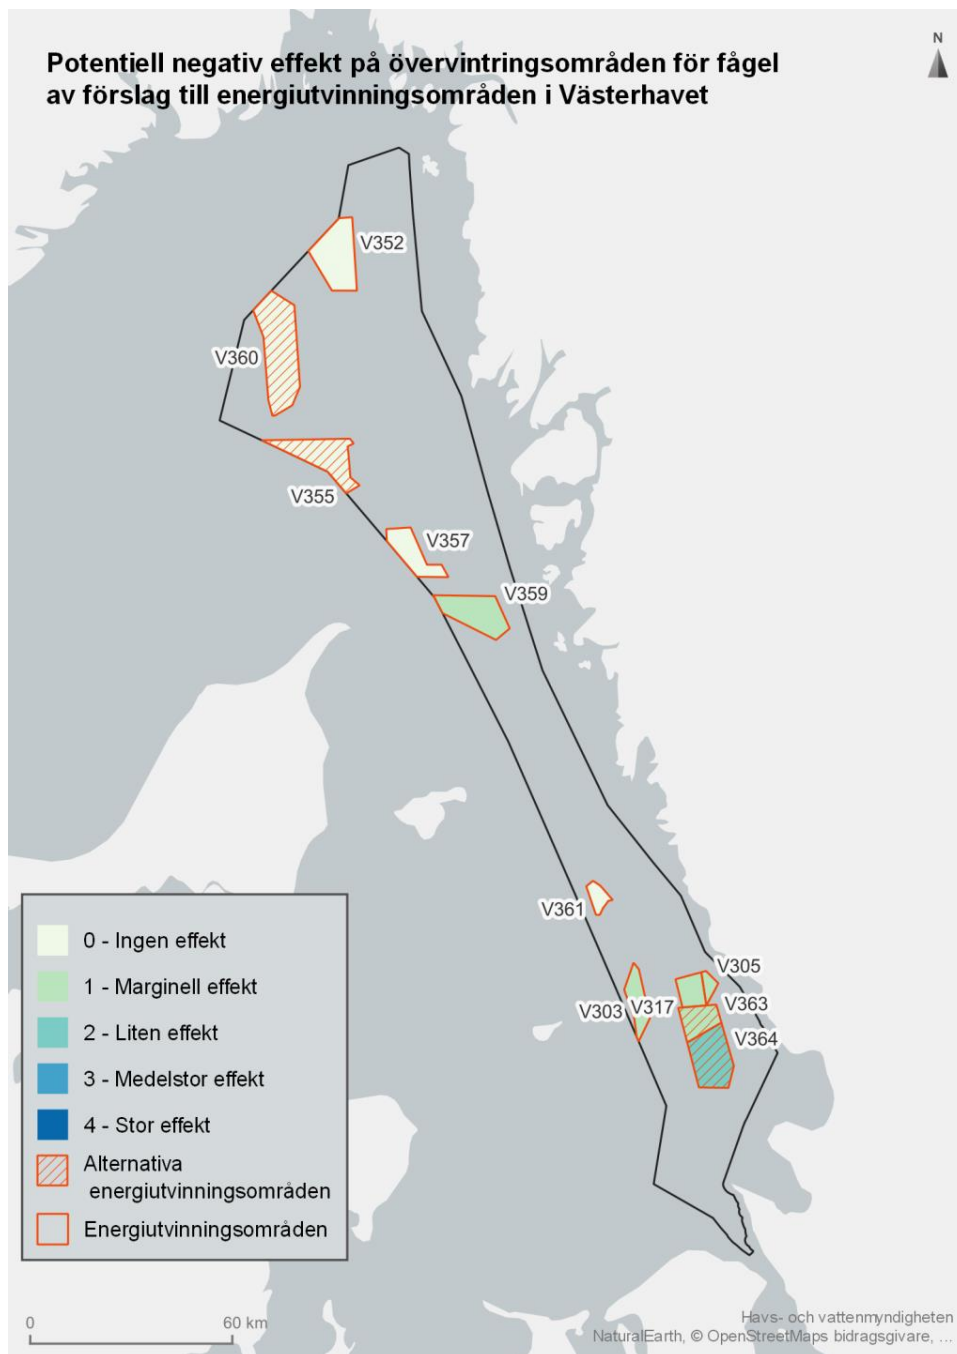 Potentiell negativ effekt på övervintringsområden för fågel
av förslag till energiutvinningsområden i Västerhavet
N
V352
V360
V355
V357
V359
V361
V305
V303
V317
V363
V364
0 - Ingen effekt
1 - Marginell effekt
2 - Liten effekt
3 - Medelstor effekt
4 - Stor effekt
Alternativa
energiutvinningsområden
Energiutvinningsområden
0
60 km
Havs- och vattenmyndigheten
NaturalEarth, © OpenStreetMaps bidragsgivare, ...